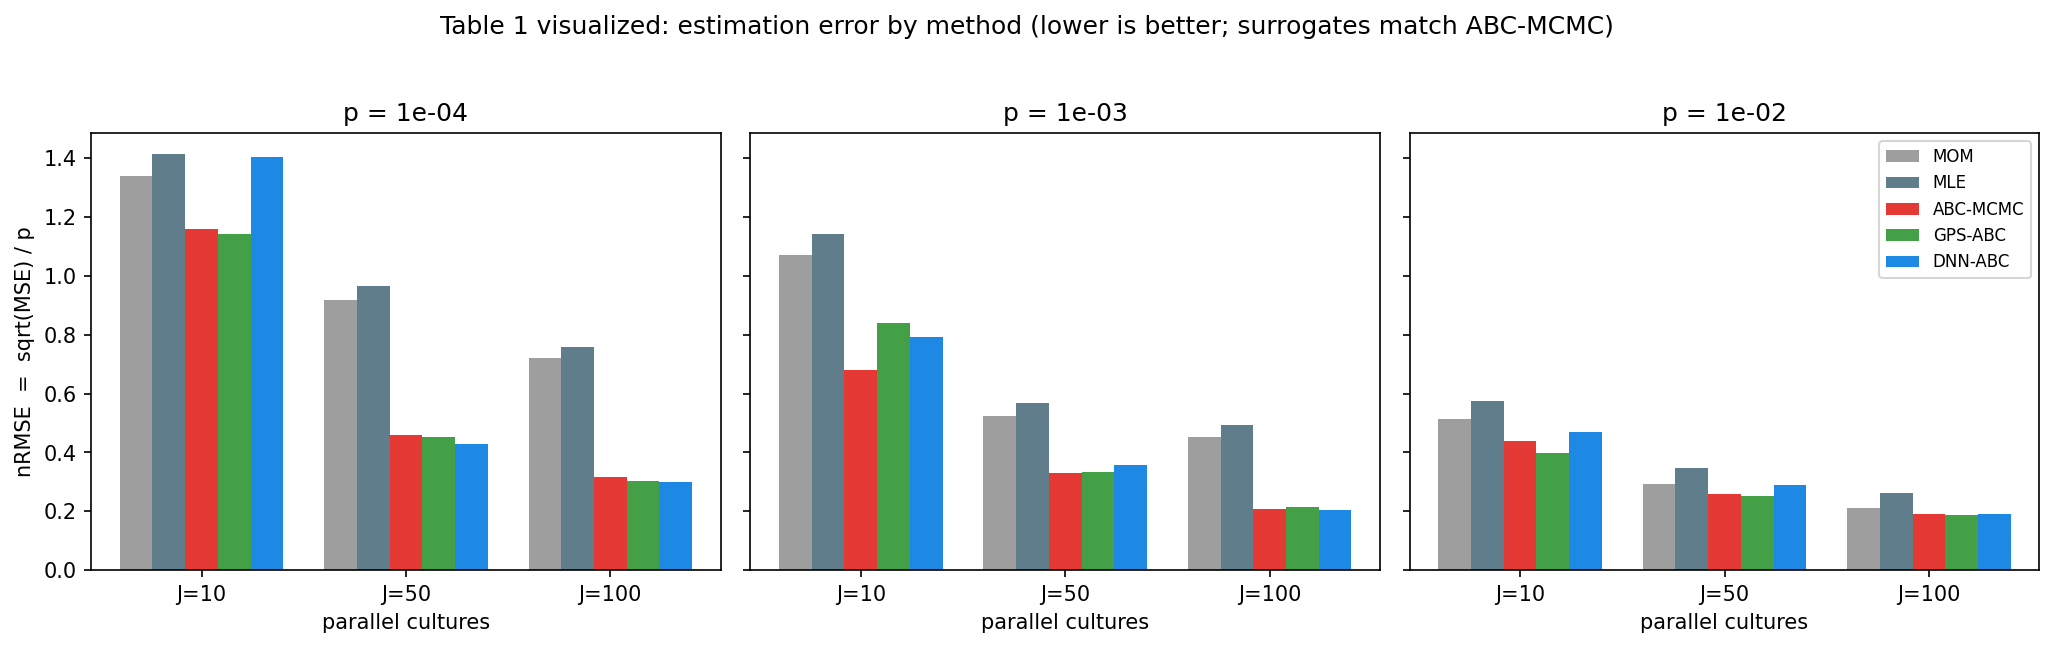 Table 1 visualized: estimation error by method (lower is better; surrogates match ABC-MCMC)
p = 1e-04
p = 1e-03
p = 1e-02
nRMSE = sqrt(MSE) / p
1.4
1.2
1.0
0.8
0.6
0.4
0.2
0.0
MOM
MLE
ABC-MCMC
GPS-ABC
DNN-ABC
J=10
J=50
J=100
J=10
J=50
J=100
J=10
J=50
J=100
parallel cultures
parallel cultures
parallel cultures